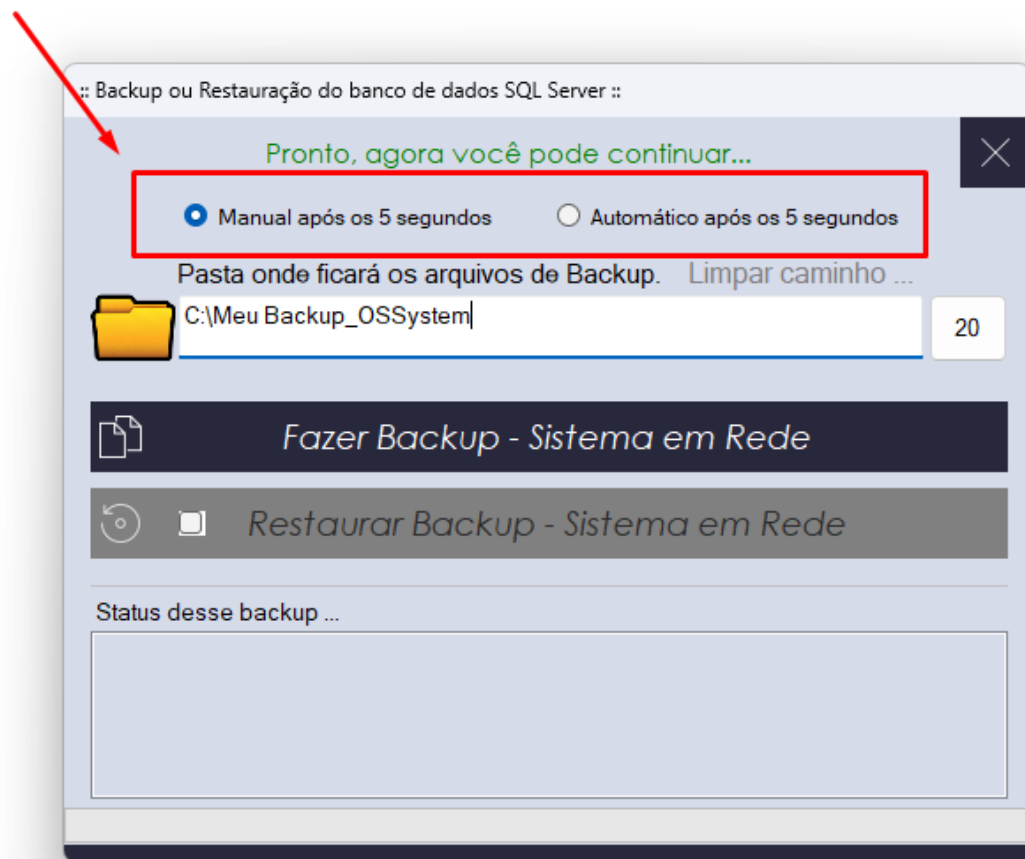 :: Backup ou Restauração do banco de dados SQL Server ::
Pronto, agora você pode continuar...
Manual após os 5 segundos Automático após os 5 segundos
Pasta onde ficará os arquivos de Backup. Limpar caminho ...
C:\Meu Backup_OSSystem
20
Fazer Backup - Sistema em Rede
Restaurar Backup - Sistema em Rede
Status desse backup ...